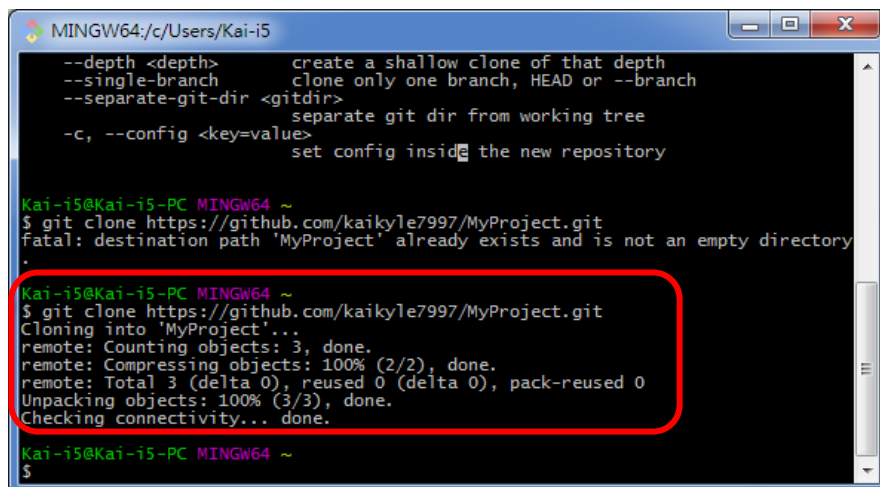 MINGW64:/c/Users/Kai-i5
--depth <depth> create a shallow clone of that depth
--single-branch clone only one branch, HEAD or --branch
--separate-git-dir <gitdir>
separate git dir from working tree
-c, --config <key=value>
set config inside the new repository
Kai-i5@Kai-i5-PC MINGW64 ~
$ git clone https://github.com/kaikyle7997/MyProject.git
fatal: destination path 'MyProject' already exists and is not an empty directory
.
Kai-i5@Kai-i5-PC MINGW64 ~
$ git clone https://github.com/kaikyle7997/MyProject.git
Cloning into 'MyProject'...
remote: Counting objects: 3, done.
remote: Compressing objects: 100% (2/2), done.
remote: Total 3 (delta 0), reused 0 (delta 0), pack-reused 0
Unpacking objects: 100% (3/3), done.
Checking connectivity... done.
Kai-i5@Kai-i5-PC MINGW64 ~
$